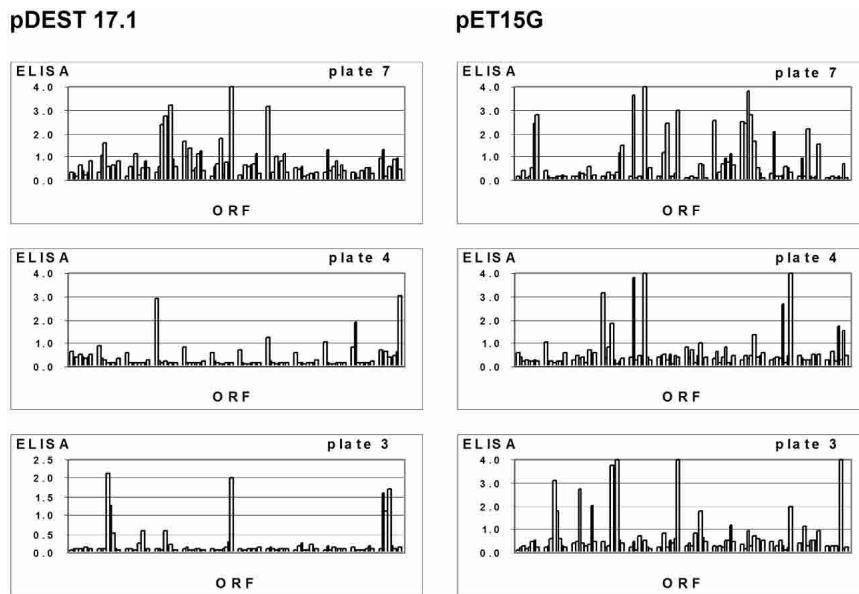 pDEST 17.1
pET15G
ELISA plate 7
4.0
3.0
2.0
1.0
0.0
ORF
ELISA plate 7
4.0
3.0
2.0
1.0
0.0
ORF
ELISA plate 4
4.0
3.0
2.0
1.0
0.0
ORF
ELISA plate 4
4.0
3.0
2.0
1.0
0.0
ORF
ELISA plate 3
2.5
2.0
1.5
1.0
0.5
0.0
ORF
ELISA plate 3
4.0
3.0
2.0
1.0
0.0
ORF